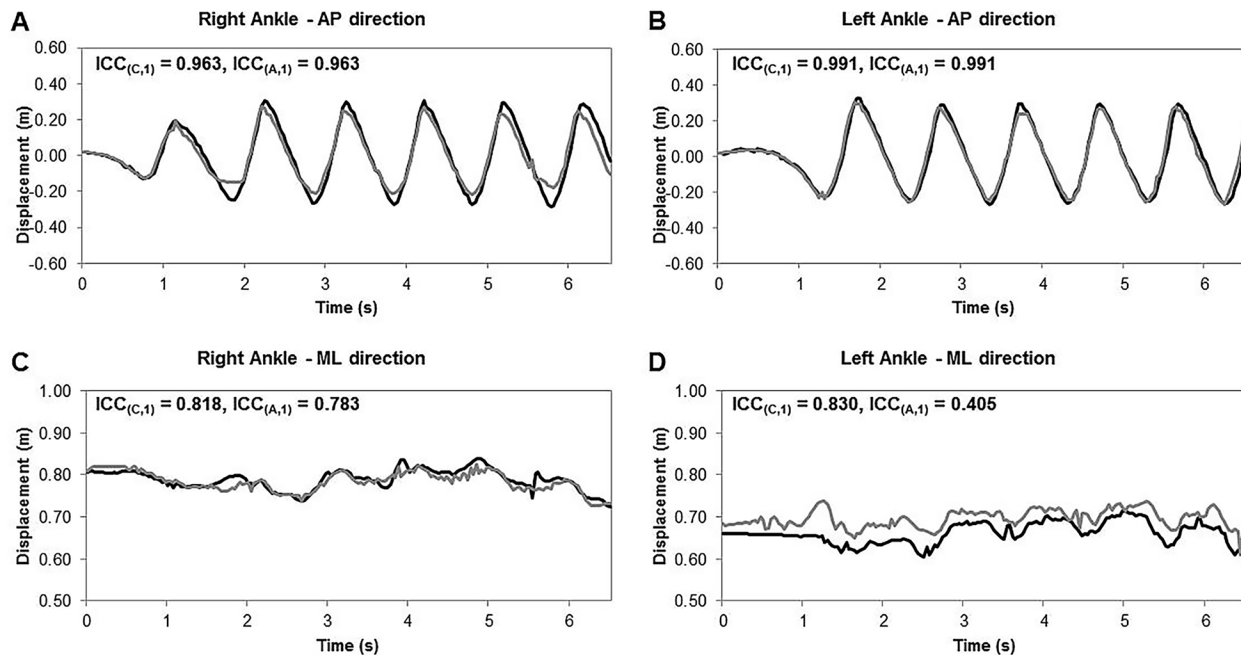 A
Right Ankle - AP direction
ICC(C,1) = 0.963, ICC(A,1) = 0.963
Displacement (m)
0.60
0.40
0.20
0.00
-0.20
-0.40
-0.60
0 1 2 3 4 5 6
Time (s)
B
Left Ankle - AP direction
ICC(C,1) = 0.991, ICC(A,1) = 0.991
Displacement (m)
0.60
0.40
0.20
0.00
-0.20
-0.40
-0.60
0 1 2 3 4 5 6
Time (s)
C
Right Ankle - ML direction
ICC(C,1) = 0.818, ICC(A,1) = 0.783
Displacement (m)
1.00
0.90
0.80
0.70
0.60
0.50
0 1 2 3 4 5 6
Time (s)
D
Left Ankle - ML direction
ICC(C,1) = 0.830, ICC(A,1) = 0.405
Displacement (m)
1.00
0.90
0.80
0.70
0.60
0.50
0 1 2 3 4 5 6
Time (s)